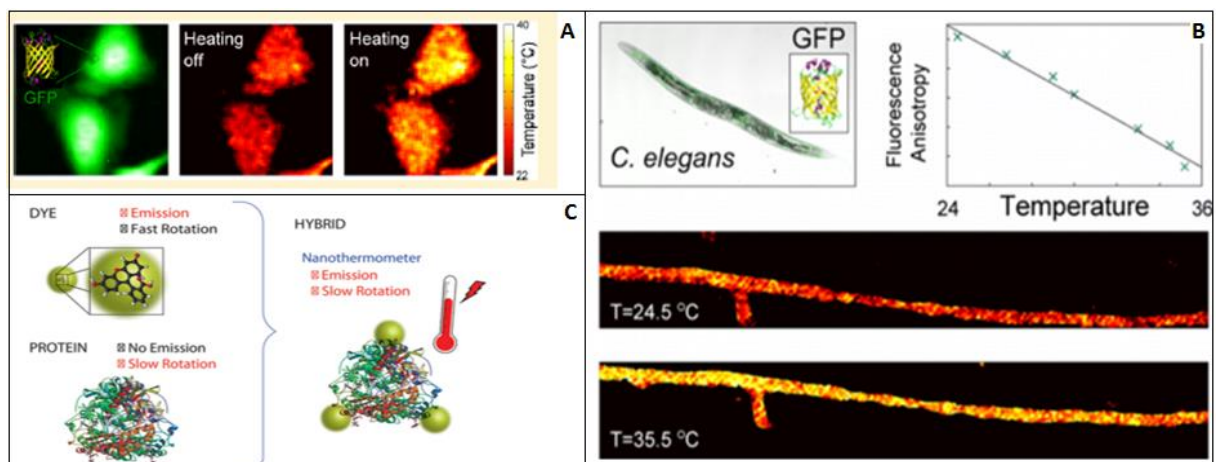 A
GFP
Heating
off
Heating
on
40
Temperature (°C)
22
B
C. elegans
GFP
Fluorescence
Anisotropy
24
Temperature
36
T=24.5 °C
T=35.5 °C
C
DYE
☒ Emission
☒ Fast Rotation
PROTEIN
☒ No Emission
☒ Slow Rotation
HYBRID
Nanothermometer
☒ Emission
☒ Slow Rotation